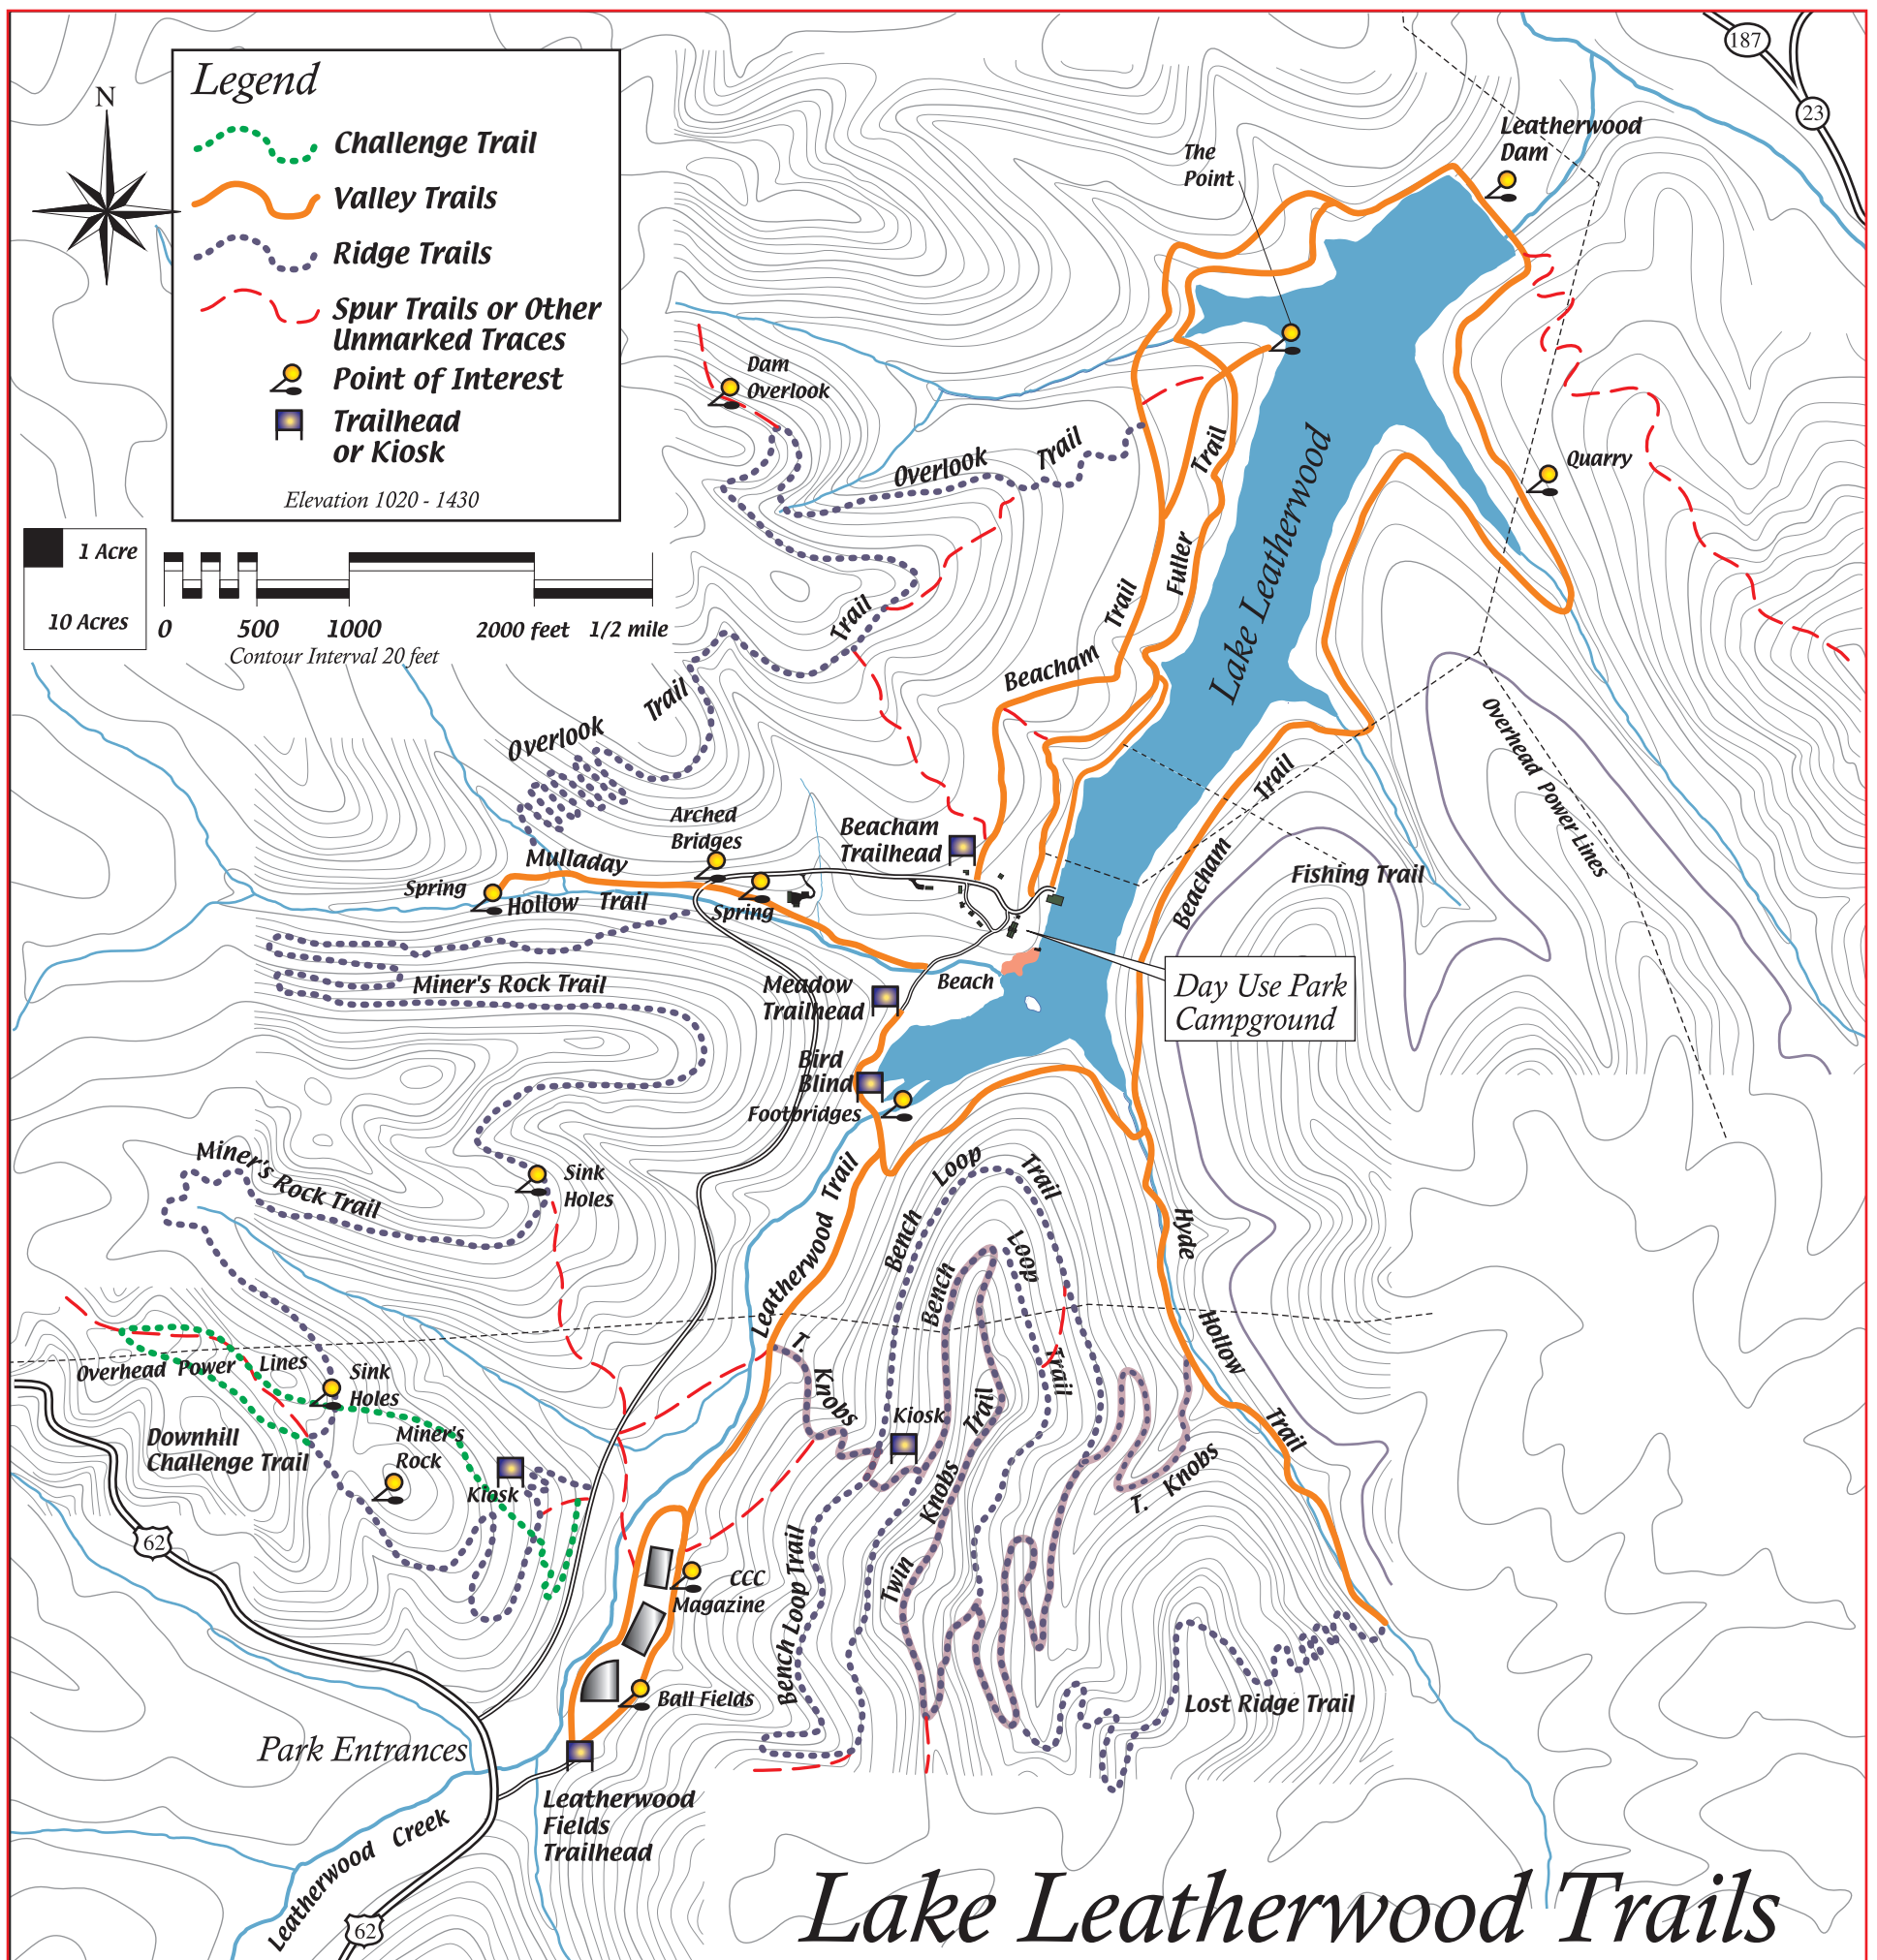 Legend
Challenge Trail
Valley Trails
Ridge Trails
Spur Trails or Other
Unmarked Traces
Point of Interest
Trailhead
or Kiosk
Elevation 1020 - 1430
N
1 Acre
10 Acres
0
500
1000
2000 feet
1/2 mile
Contour Interval 20 feet
187
23
Leatherwood
Dam
The
Point
Dam
Overlook
Overlook Trail
Quarry
Trail
Fuller
Lake Leatherwood
Trail
Beacham
Trail
Trail
Overlook
Overhead Power Lines
Trail
Beacham
Arched
Bridges
Beacham
Trailhead
Mulladay
Hollow Trail
Spring
Spring
Fishing Trail
Miner's Rock Trail
Meadow
Trailhead
Beach
Day Use Park
Campground
Bird
Blind
Footbridges
Miner's Rock Trail
Sink
Holes
Leatherwood Trail
Bench Loop Trail
Bench Loop Trail
Hyde
Hollow
Trail
Overhead Power Lines
Sink
Holes
T. Knobs
Kiosk
Downhill
Challenge Trail
Miner's
Rock
Kiosk
Twin Knobs Trail
T. Knobs
62
CCC
Magazine
Bench Loop Trail
Ball Fields
Lost Ridge Trail
Park Entrances
Leatherwood
Fields
Trailhead
Leatherwood Creek
62
Lake Leatherwood Trails